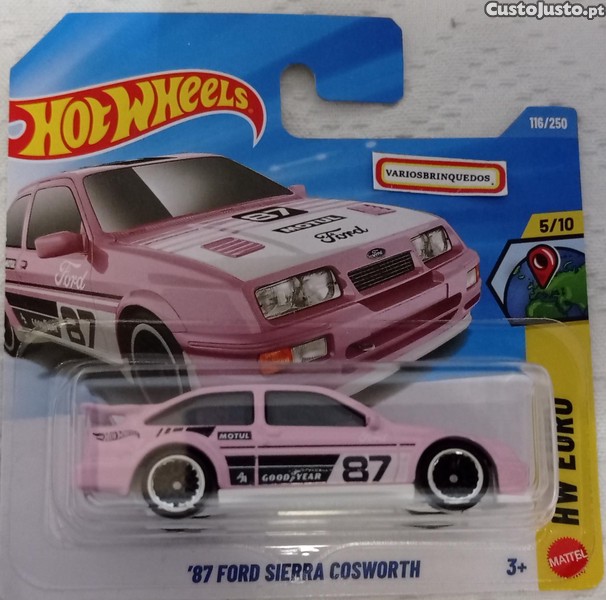 CustoJusto.pt
HOT WHEELS
116/250
VARIOSBRINQUEDOS.
5/10
87
MOTUL
Ford
Ford
Ford
87
MOTUL
GOODYEAR
87
HW EURO
'87 FORD SIERRA COSWORTH
3+
MATTEL